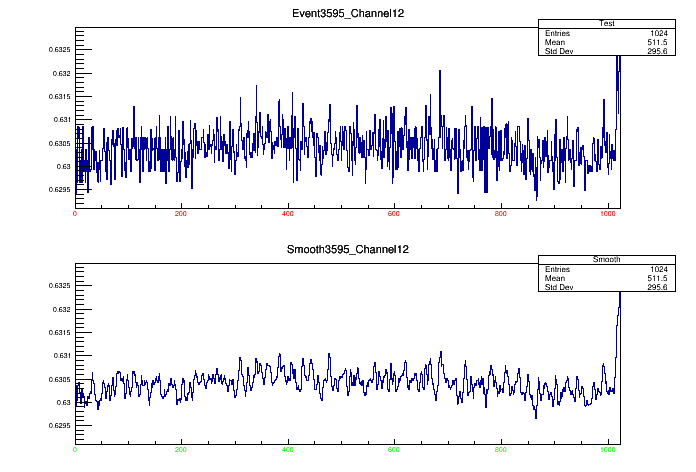 Event3595_Channel12
Test
Entries 1024
Mean 511.5
Std Dev 295.6
0.6325
0.632
0.6315
0.631
0.6305
0.63
0.6295
0 200 400 600 800 1000
Smooth3595_Channel12
Smooth
Entries 1024
Mean 511.5
Std Dev 295.6
0.6325
0.632
0.6315
0.631
0.6305
0.63
0.6295
0 200 400 600 800 1000